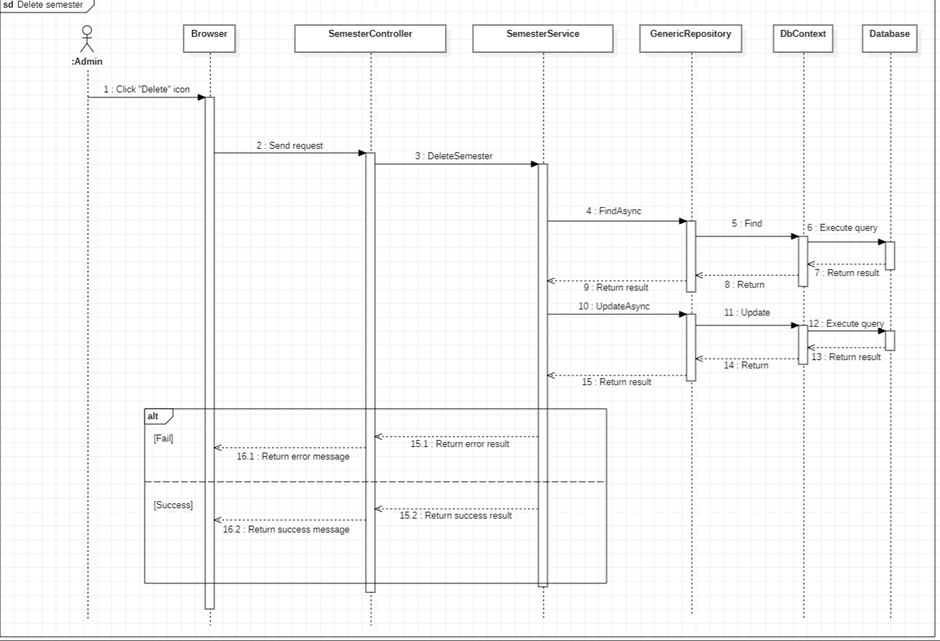 sd Delete semester
Browser
SemesterController
SemesterService
GenericRepository
DbContext
Database
:Admin
1 : Click "Delete" icon
2 : Send request
3 : DeleteSemester
4 : FindAsync
5 : Find
6 : Execute query
7 : Return result
8 : Return
9 : Return result
10 : UpdateAsync
11 : Update
12 : Execute query
13 : Return result
14 : Return
15 : Return result
alt
[Fail]
15.1 : Return error result
16.1 : Return error message
[Success]
15.2 : Return success result
16.2 : Return success message